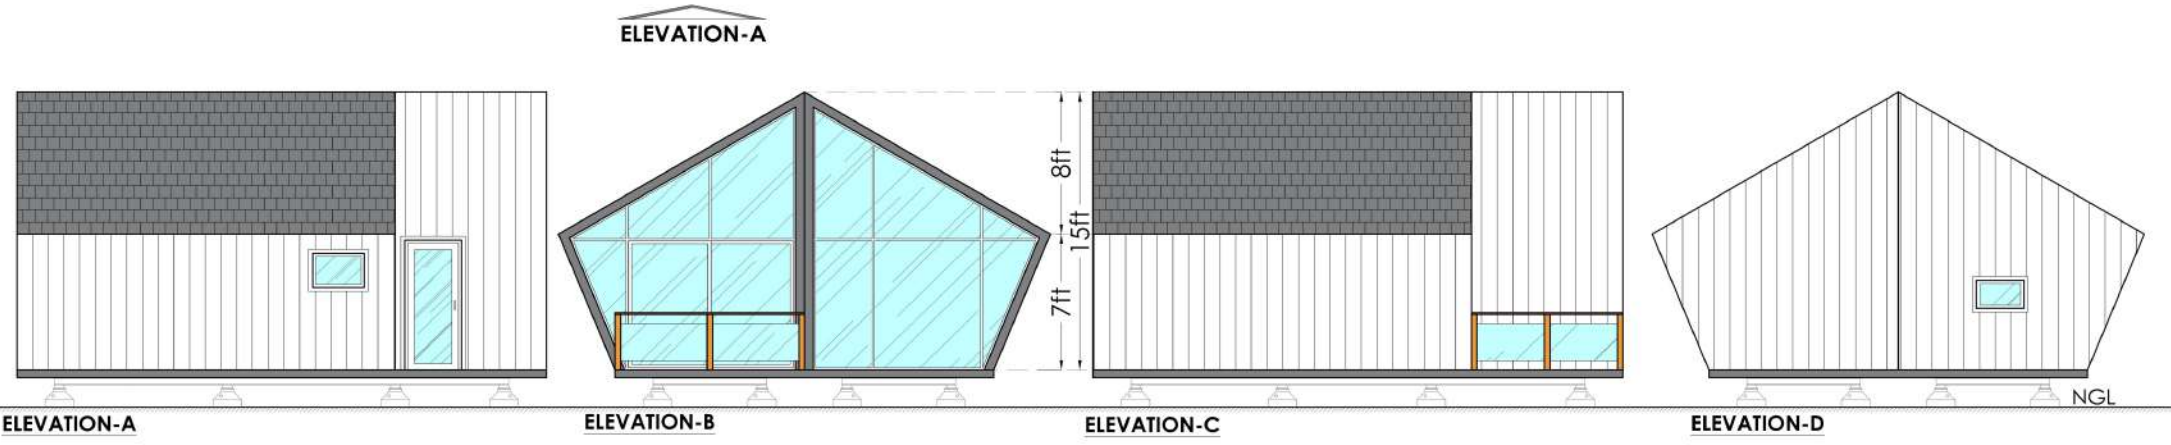 ELEVATION-A
8ft
15ft
7ft
NGL
ELEVATION-A
ELEVATION-B
ELEVATION-C
ELEVATION-D